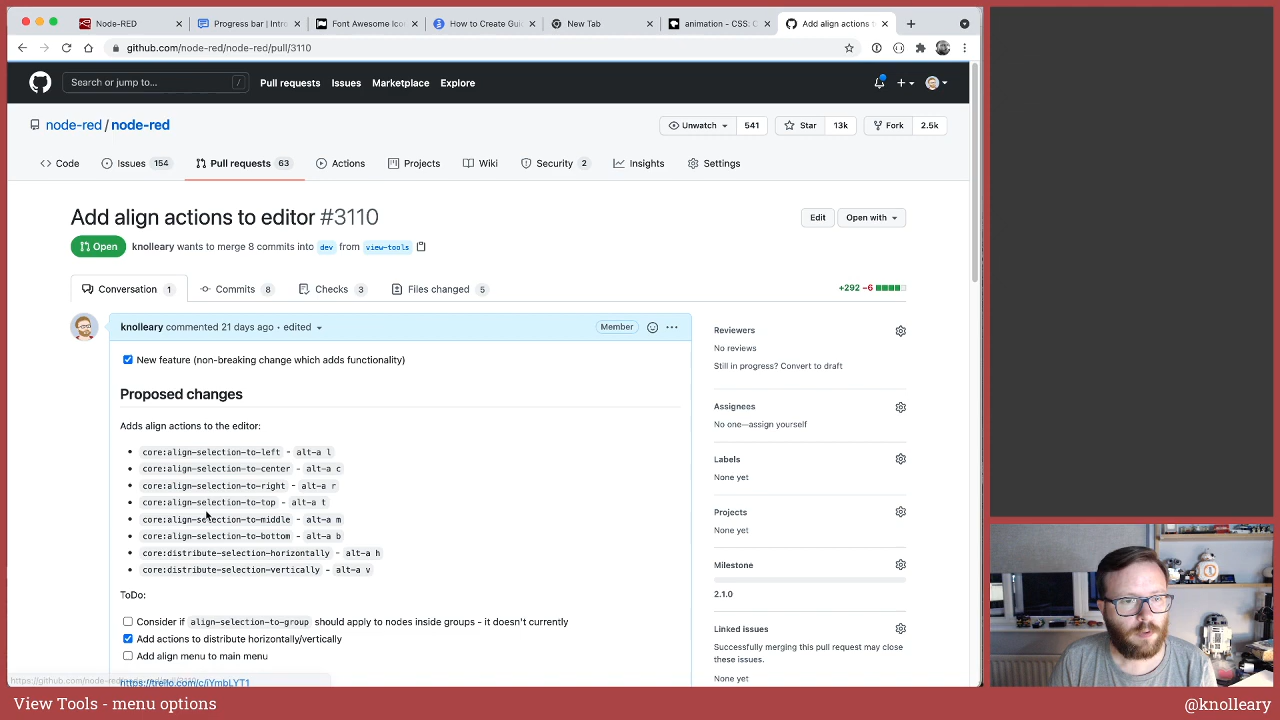 Node-RED
Progress bar | Intro
Font Awesome Ico
How to Create Gui
New Tab
animation - CSS: C
Add align actions to
github.com/node-red/node-red/pull/3110
Search or jump to...
/
Pull requests
Issues
Marketplace
Explore
node-red / node-red
Unwatch
541
Star
13k
Fork
2.5k
Code
Issues 154
Pull requests 63
Actions
Projects
Wiki
Security 2
Insights
Settings
Add align actions to editor #3110
Edit
Open with
Open
knolleary wants to merge 8 commits into dev from view-tools
Conversation 1
Commits 8
Checks 3
Files changed 5
+292 −6
knolleary commented 21 days ago • edited
Member
New feature (non-breaking change which adds functionality)
Proposed changes
Adds align actions to the editor:
core:align-selection-to-left - alt-a l
core:align-selection-to-center - alt-a c
core:align-selection-to-right - alt-a r
core:align-selection-to-top - alt-a t
core:align-selection-to-middle - alt-a m
core:align-selection-to-bottom - alt-a b
core:distribute-selection-horizontally - alt-a h
core:distribute-selection-vertically - alt-a v
ToDo:
Consider if align-selection-to-group should apply to nodes inside groups - it doesn't currently
Add actions to distribute horizontally/vertically
Add align menu to main menu
Reviewers
No reviews
Still in progress? Convert to draft
Assignees
No one—assign yourself
Labels
None yet
Projects
None yet
Milestone
2.1.0
Linked issues
Successfully merging this pull request may close
these issues.
None yet
View Tools - menu options
@knolleary